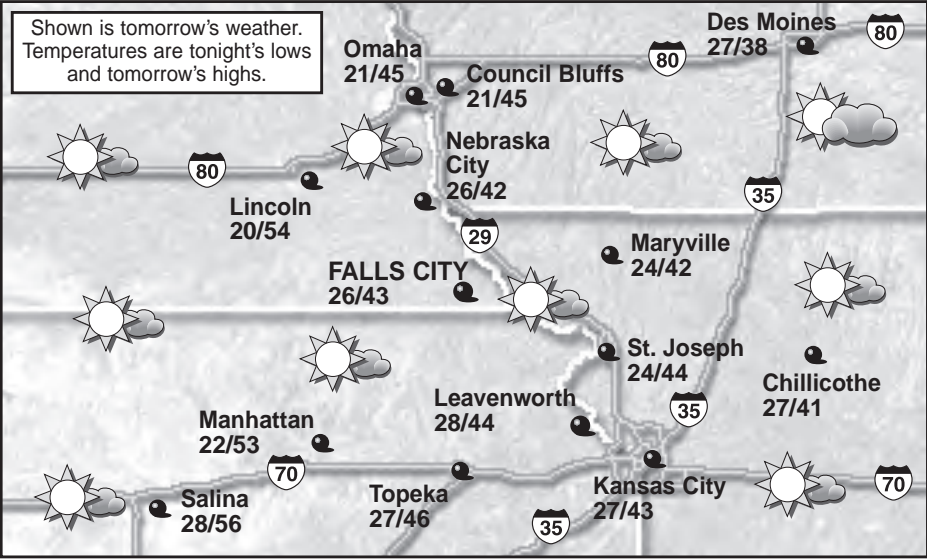 Shown is tomorrow's weather.
Temperatures are tonight's lows
and tomorrow's highs.
Des Moines
27/38
80
Omaha
21/45
80
Council Bluffs
21/45
Nebraska
City
26/42
80
Lincoln
20/54
35
29
Maryville
24/42
FALLS CITY
26/43
St. Joseph
24/44
Chillicothe
27/41
Leavenworth
28/44
35
Manhattan
22/53
70
Salina
28/56
Topeka
27/46
Kansas City
27/43
70
35